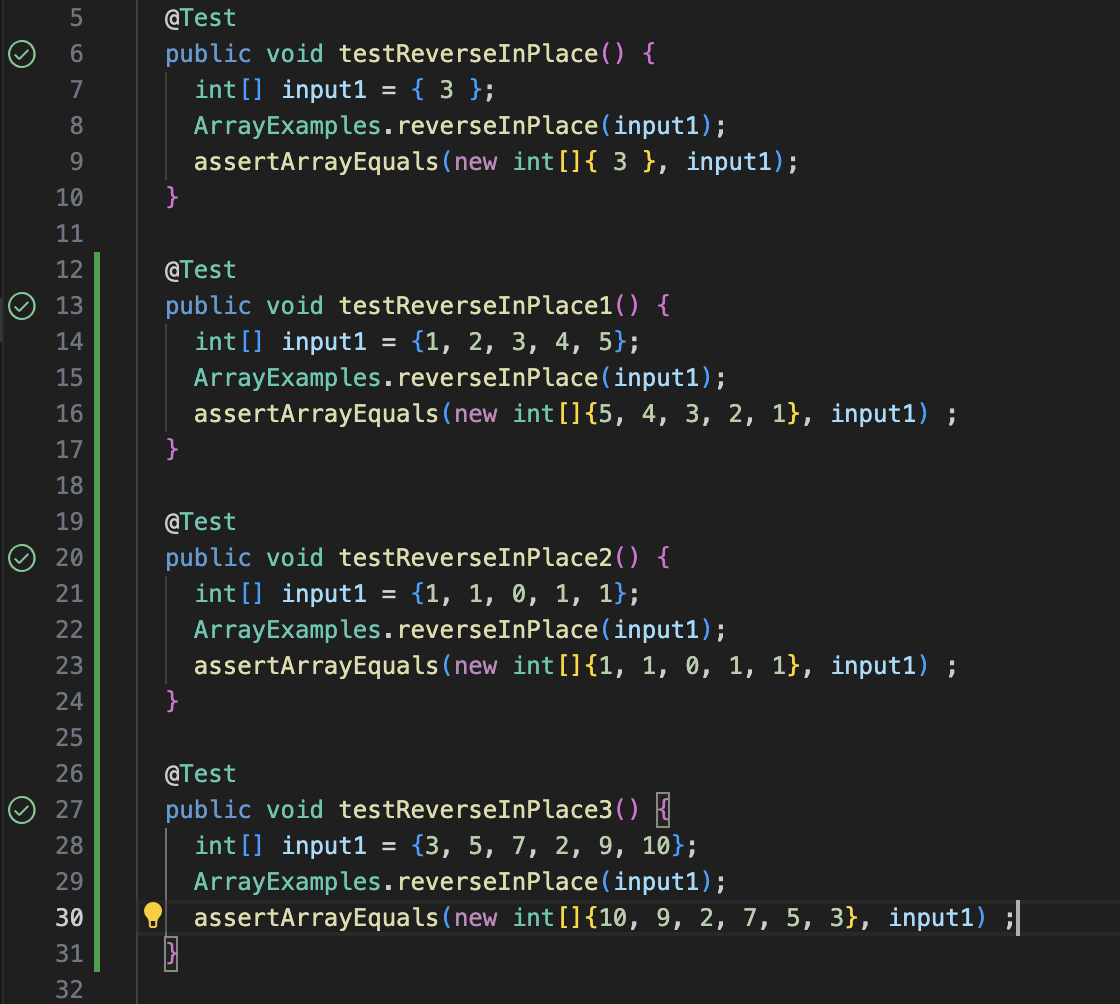 5 @Test
6 public void testReverseInPlace() {
7 int[] input1 = { 3 };
8 ArrayExamples.reverseInPlace(input1);
9 assertArrayEquals(new int[]{ 3 }, input1);
10 }
11
12 @Test
13 public void testReverseInPlace1() {
14 int[] input1 = {1, 2, 3, 4, 5};
15 ArrayExamples.reverseInPlace(input1);
16 assertArrayEquals(new int[]{5, 4, 3, 2, 1}, input1) ;
17 }
18
19 @Test
20 public void testReverseInPlace2() {
21 int[] input1 = {1, 1, 0, 1, 1};
22 ArrayExamples.reverseInPlace(input1);
23 assertArrayEquals(new int[]{1, 1, 0, 1, 1}, input1) ;
24 }
25
26 @Test
27 public void testReverseInPlace3() {
28 int[] input1 = {3, 5, 7, 2, 9, 10};
29 ArrayExamples.reverseInPlace(input1);
30 assertArrayEquals(new int[]{10, 9, 2, 7, 5, 3}, input1) ;
31 }
32